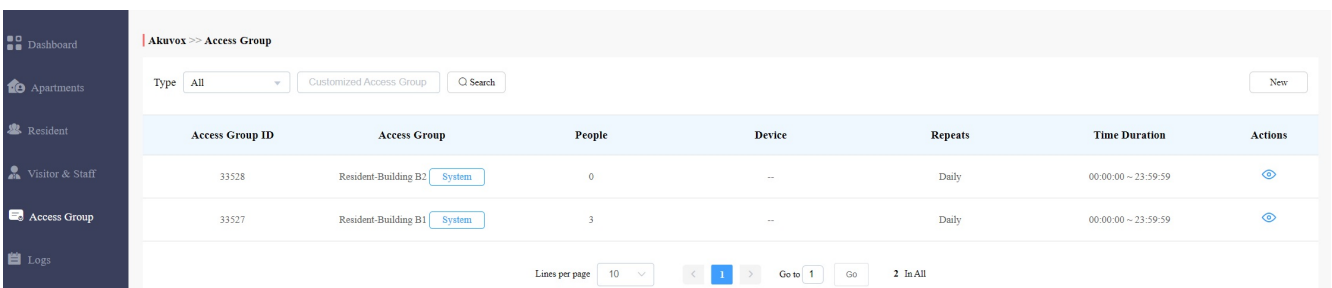 Dashboard
Apartments
Resident
Visitor & Staff
Access Group
Logs
Akuvox >> Access Group
Type All Customized Access Group Search New
Access Group ID Access Group People Device Repeats Time Duration Actions
33528 Resident-Building B2 System 0 -- Daily 00:00:00 ~ 23:59:59
33527 Resident-Building B1 System 3 -- Daily 00:00:00 ~ 23:59:59
Lines per page 10 < 1 > Go to 1 Go 2 In All